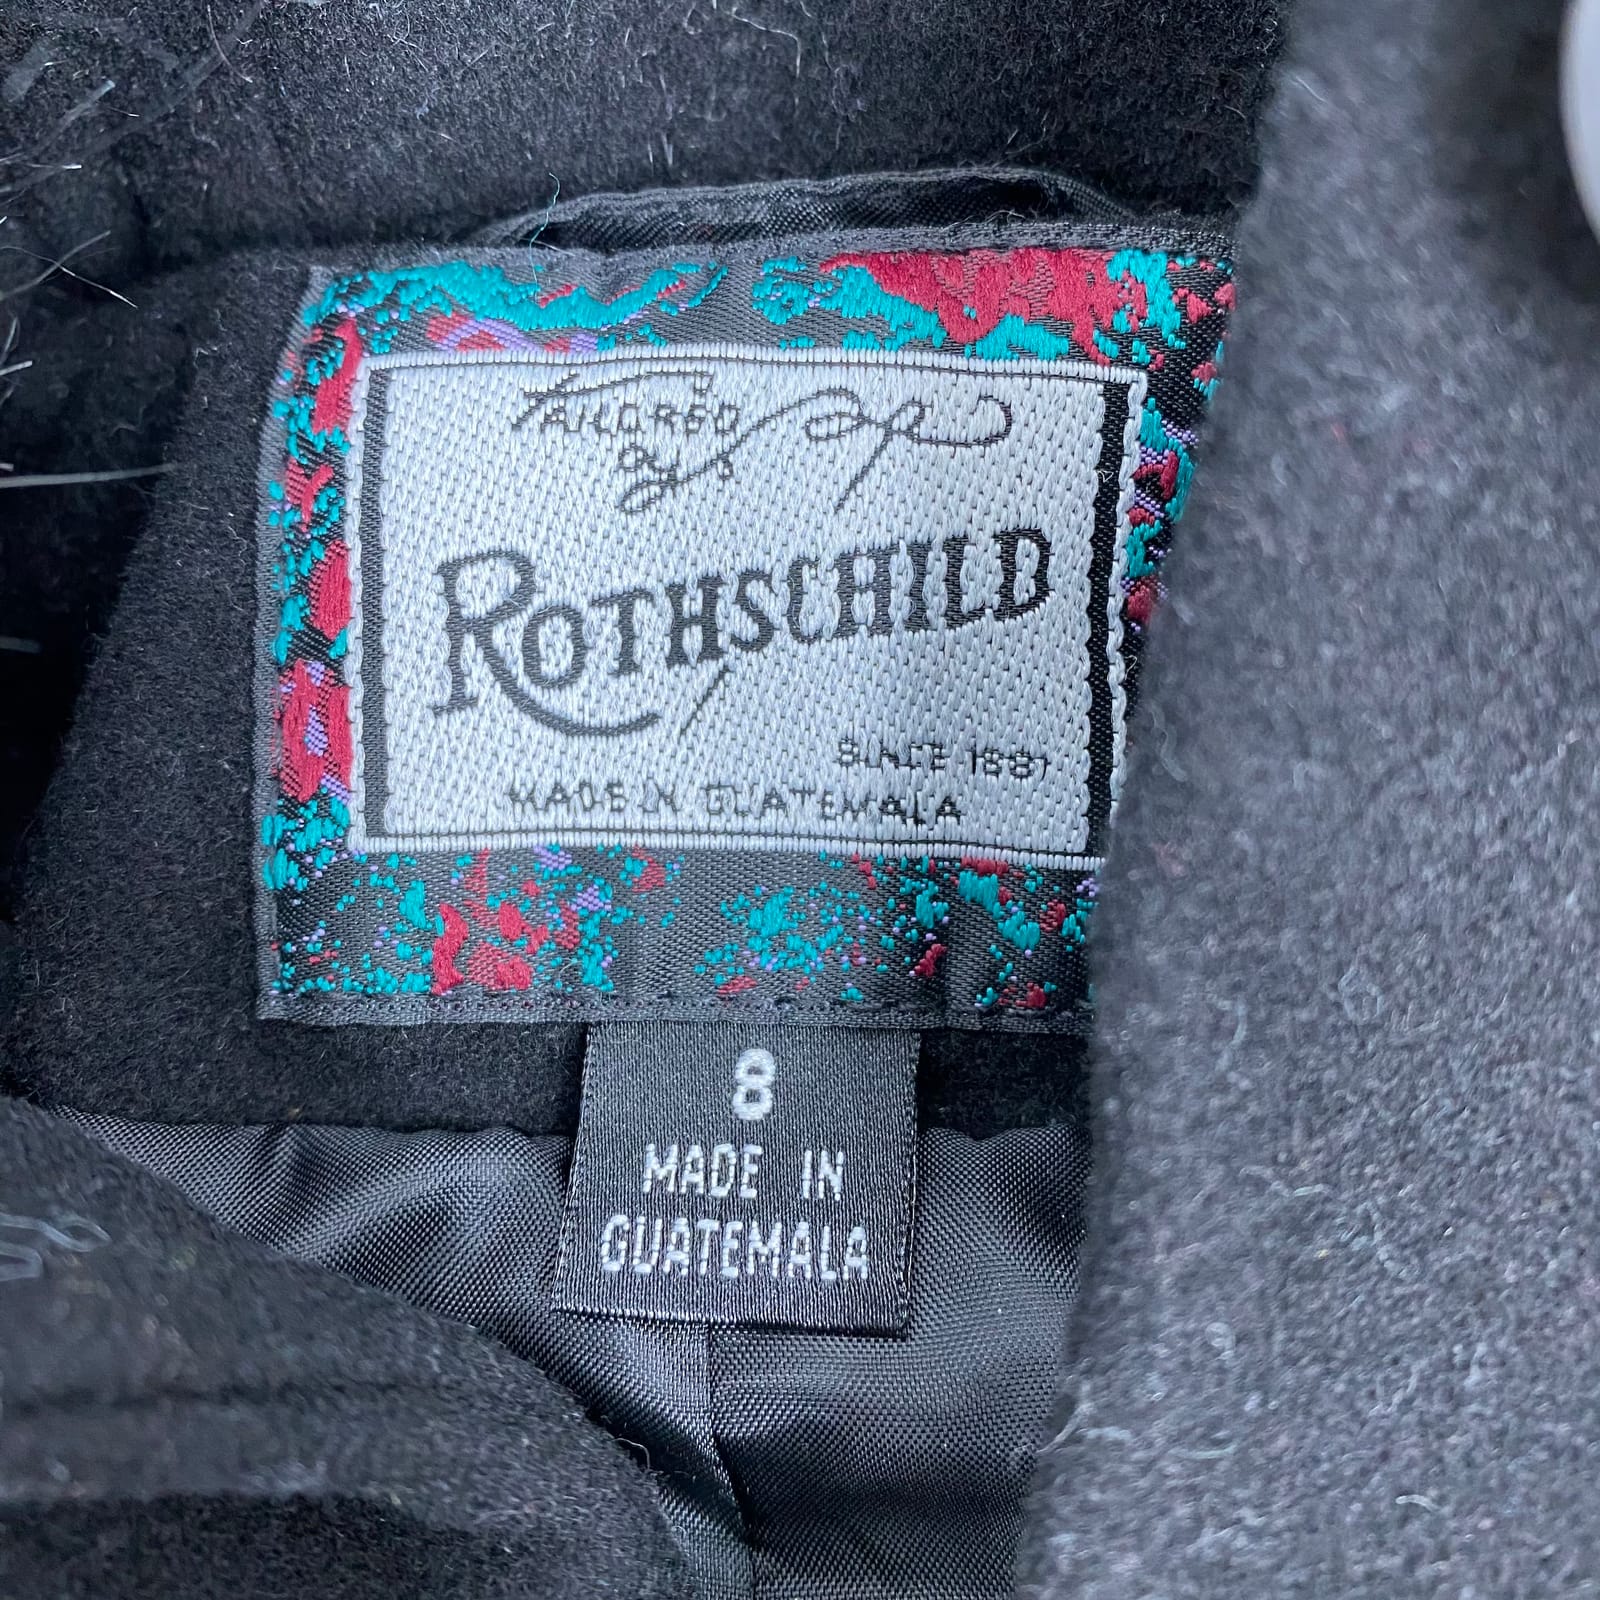 TAILORED
By
ROTHSCHILD
SINCE 1881
MADE IN GUATEMALA
8
MADE IN
GUATEMALA